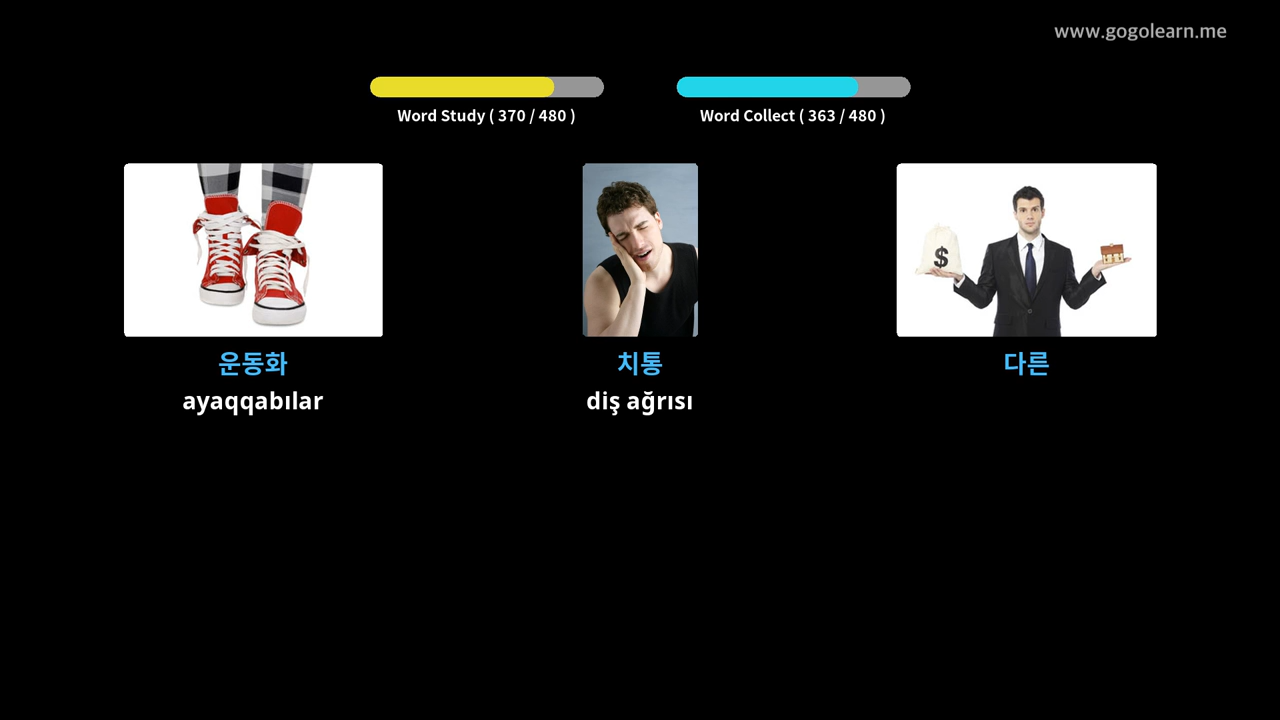 www.gogolearn.me
Word Study ( 370 / 480 )
Word Collect ( 363 / 480 )
$
운동화
치통
다른
ayaqqabılar
diş ağrısı